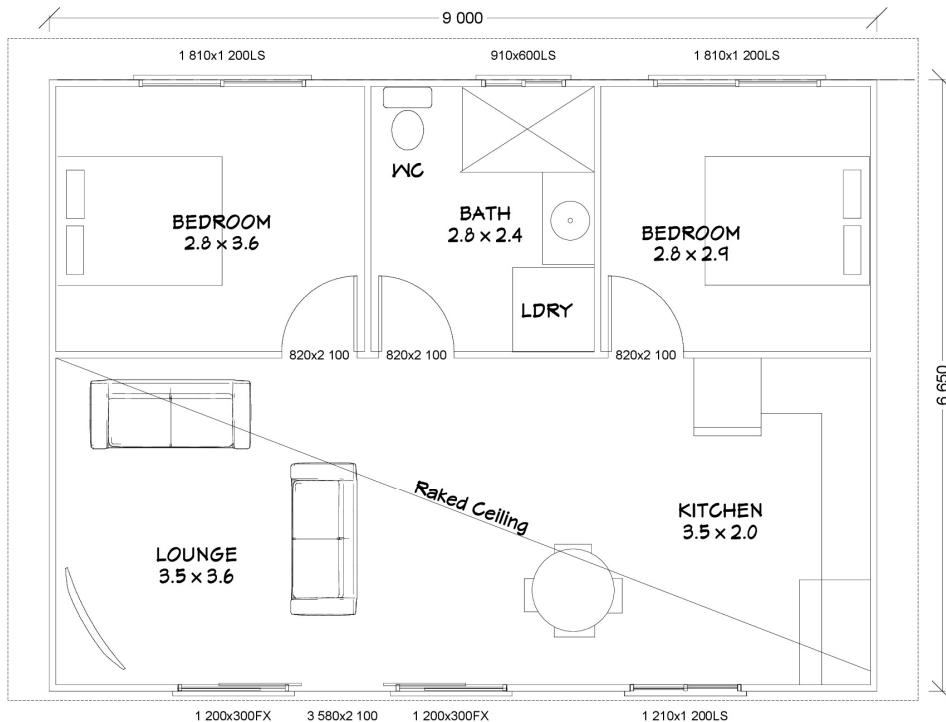 9 000
1 810x1 200LS
910x600LS
1 810x1 200LS
WC
BEDROOM
2.8 x 3.6
BATH
2.8 x 2.4
BEDROOM
2.8 x 2.9
LDRY
820x2 100
820x2 100
820x2 100
6 650
Raked Ceiling
KITCHEN
3.5 x 2.0
LOUNGE
3.5 x 3.6
1 200x300FX
3 580x2 100
1 200x300FX
1 210x1 200LS